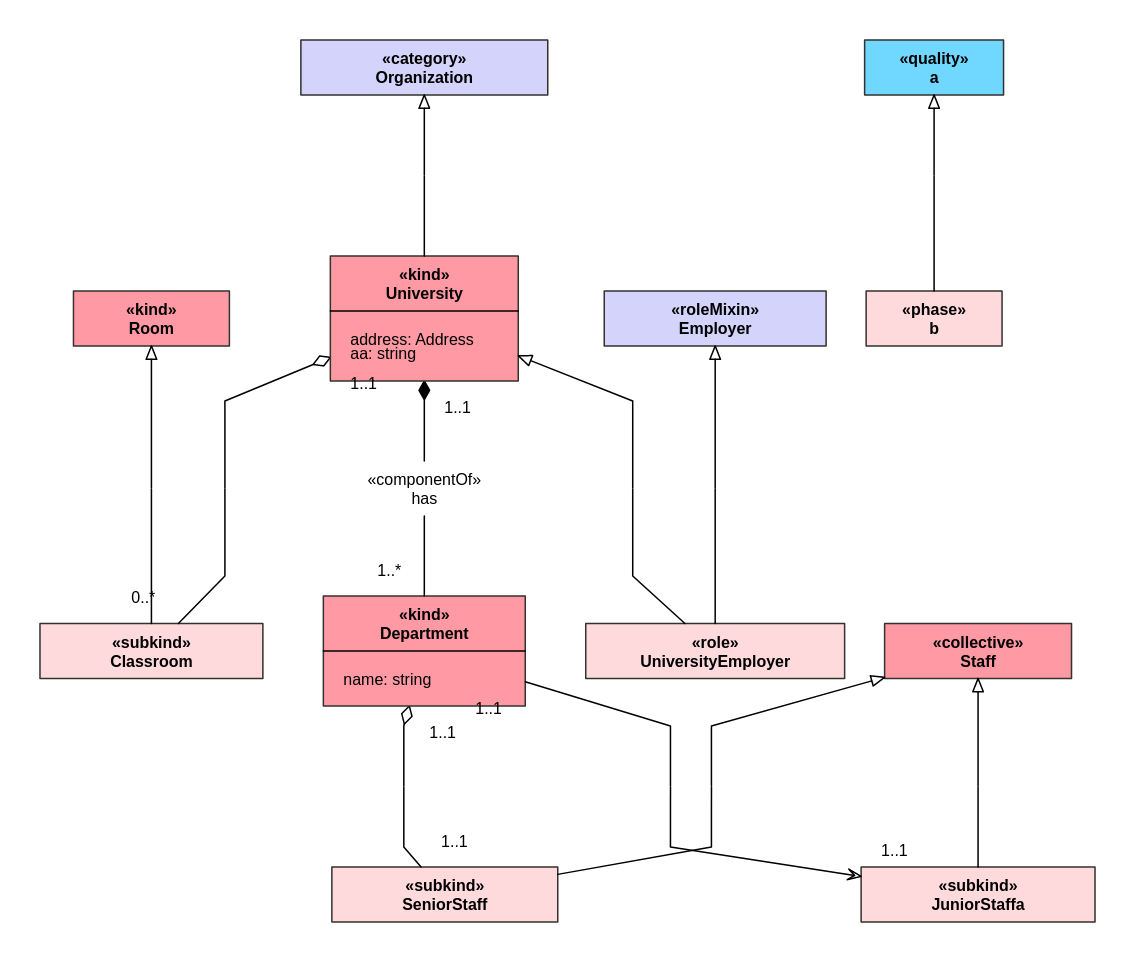 «category»
Organization
«quality»
a
«kind»
University
address: Address
aa: string
«kind»
Room
«roleMixin»
Employer
«phase»
b
1..1
1..1
«componentOf»
has
1..*
0..*
«subkind»
Classroom
«kind»
Department
name: string
«role»
UniversityEmployer
«collective»
Staff
1..1
1..1
1..1
1..1
«subkind»
SeniorStaff
«subkind»
JuniorStaffa